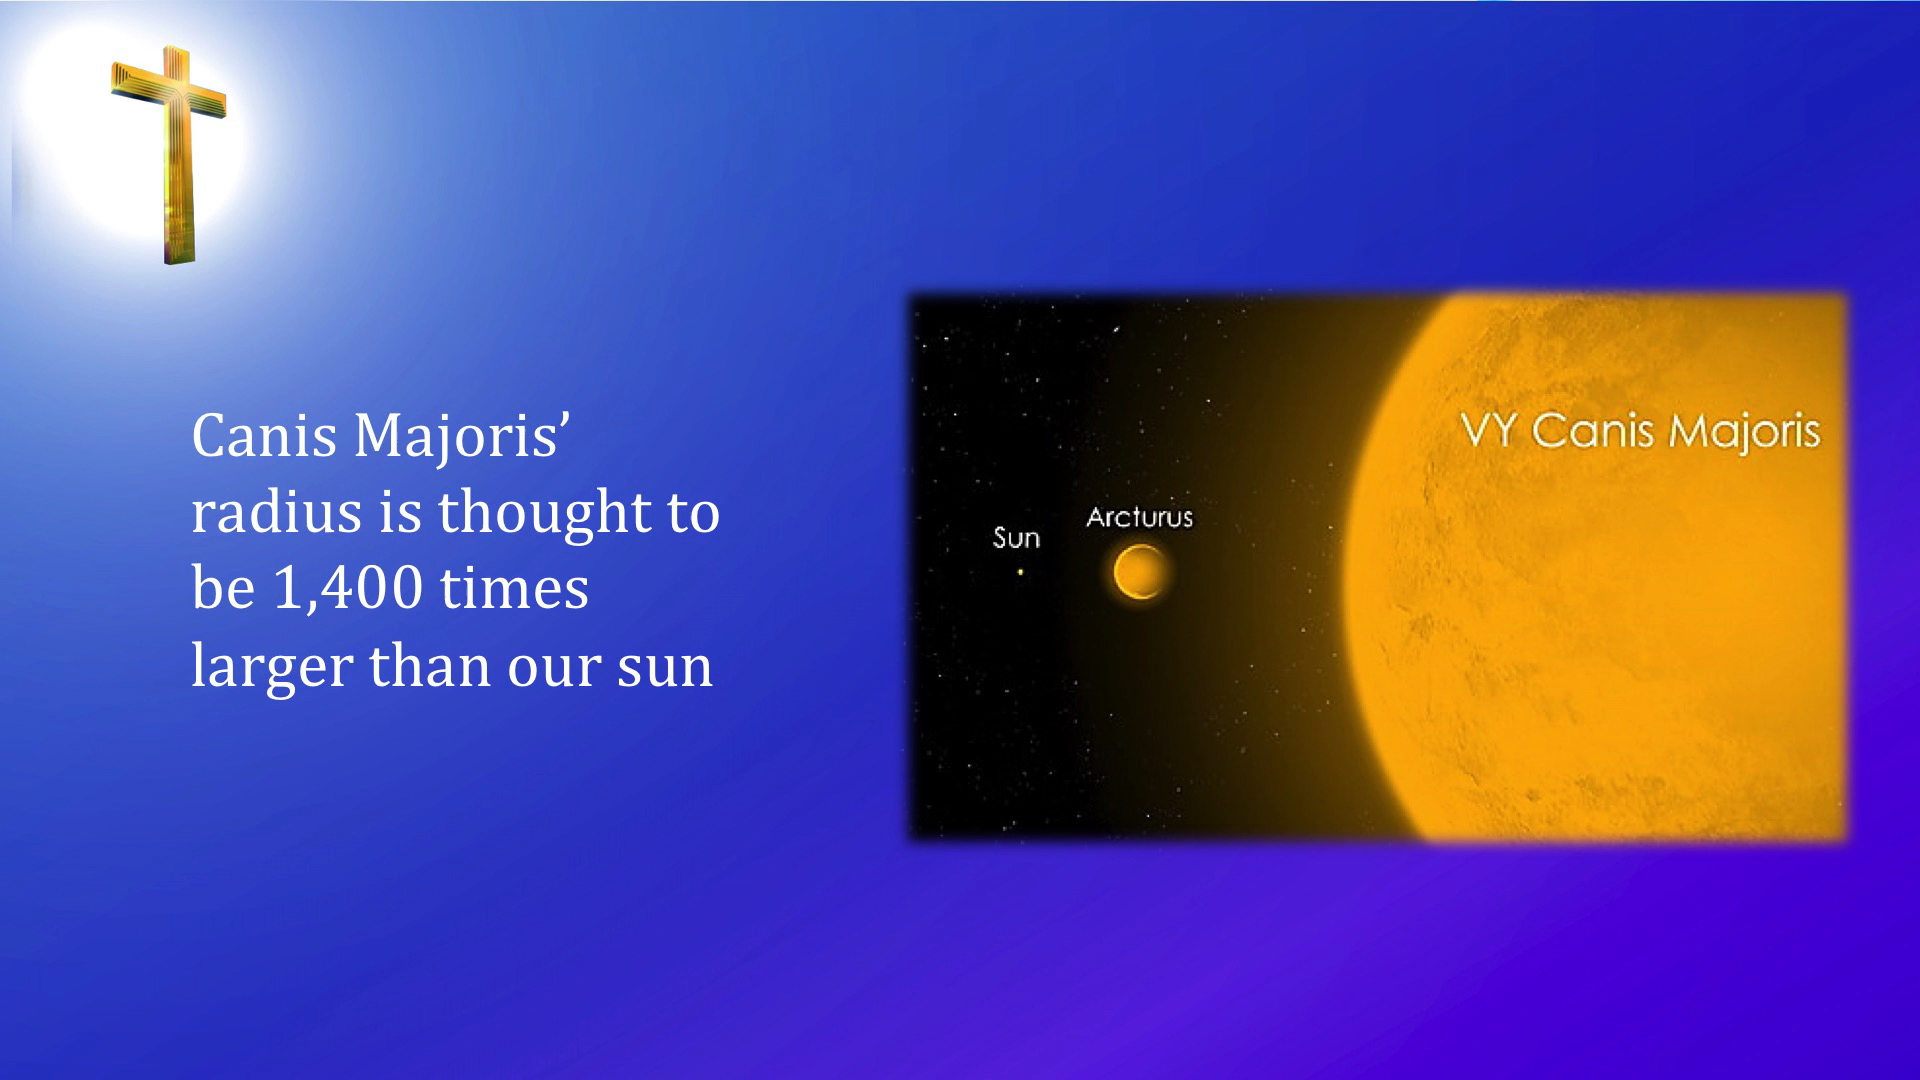 Canis Majoris’
radius is thought to
be 1,400 times
larger than our sun
VY Canis Majoris
Arcturus
Sun